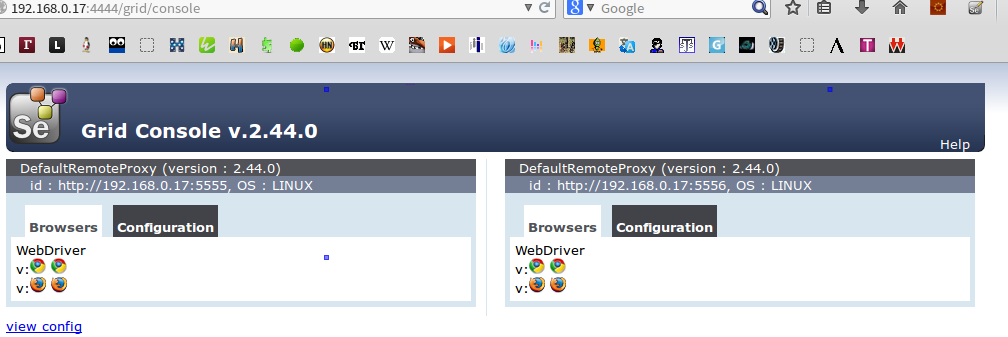 192.168.0.17:4444/grid/console
Google
Se
Grid Console v.2.44.0
Help
DefaultRemoteProxy (version : 2.44.0)
id : http://192.168.0.17:5555, OS : LINUX
Browsers Configuration
WebDriver
v:
v:
DefaultRemoteProxy (version : 2.44.0)
id : http://192.168.0.17:5556, OS : LINUX
Browsers Configuration
WebDriver
v:
v:
view config